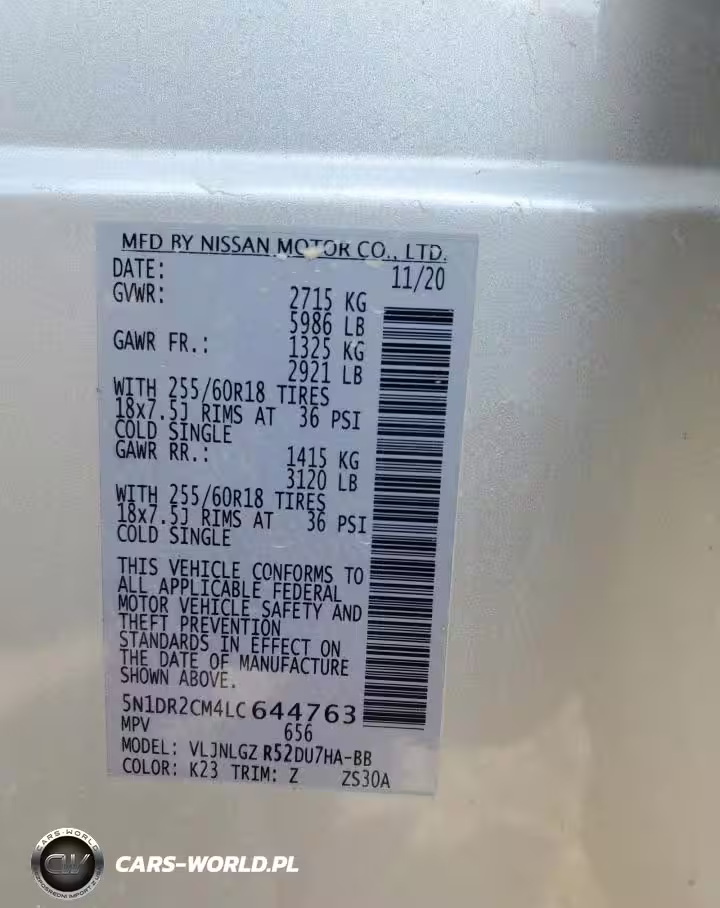 MFD BY NISSAN MOTOR CO., LTD.
DATE: 11/20
GVWR: 2715 KG
5986 LB
GAWR FR.: 1325 KG
2921 LB
WITH 255/60R18 TIRES
18x7.5J RIMS AT 36 PSI
COLD SINGLE
GAWR RR.: 1415 KG
3120 LB
WITH 255/60R18 TIRES
18x7.5J RIMS AT 36 PSI
COLD SINGLE
THIS VEHICLE CONFORMS TO
ALL APPLICABLE FEDERAL
MOTOR VEHICLE SAFETY AND
THEFT PREVENTION
STANDARDS IN EFFECT ON
THE DATE OF MANUFACTURE
SHOWN ABOVE.
5N1DR2CM4LC644763
MPV 656
MODEL: VLJNLGZ R52DU7HA-BB
COLOR: K23 TRIM: Z ZS30A
CARS-WORLD
CW
CARS-WORLD.PL